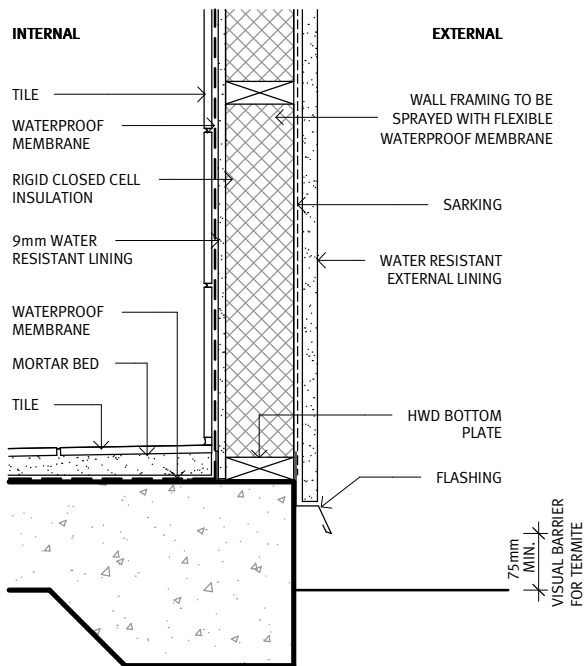 INTERNAL
EXTERNAL
TILE
WATERPROOF
MEMBRANE
RIGID CLOSED CELL
INSULATION
9mm WATER
RESISTANT LINING
WATERPROOF
MEMBRANE
MORTAR BED
TILE
WALL FRAMING TO BE
SPRAYED WITH FLEXIBLE
WATERPROOF MEMBRANE
SARKING
WATER RESISTANT
EXTERNAL LINING
HWD BOTTOM
PLATE
FLASHING
75mm
MIN.
VISUAL BARRIER
FOR TERMITE